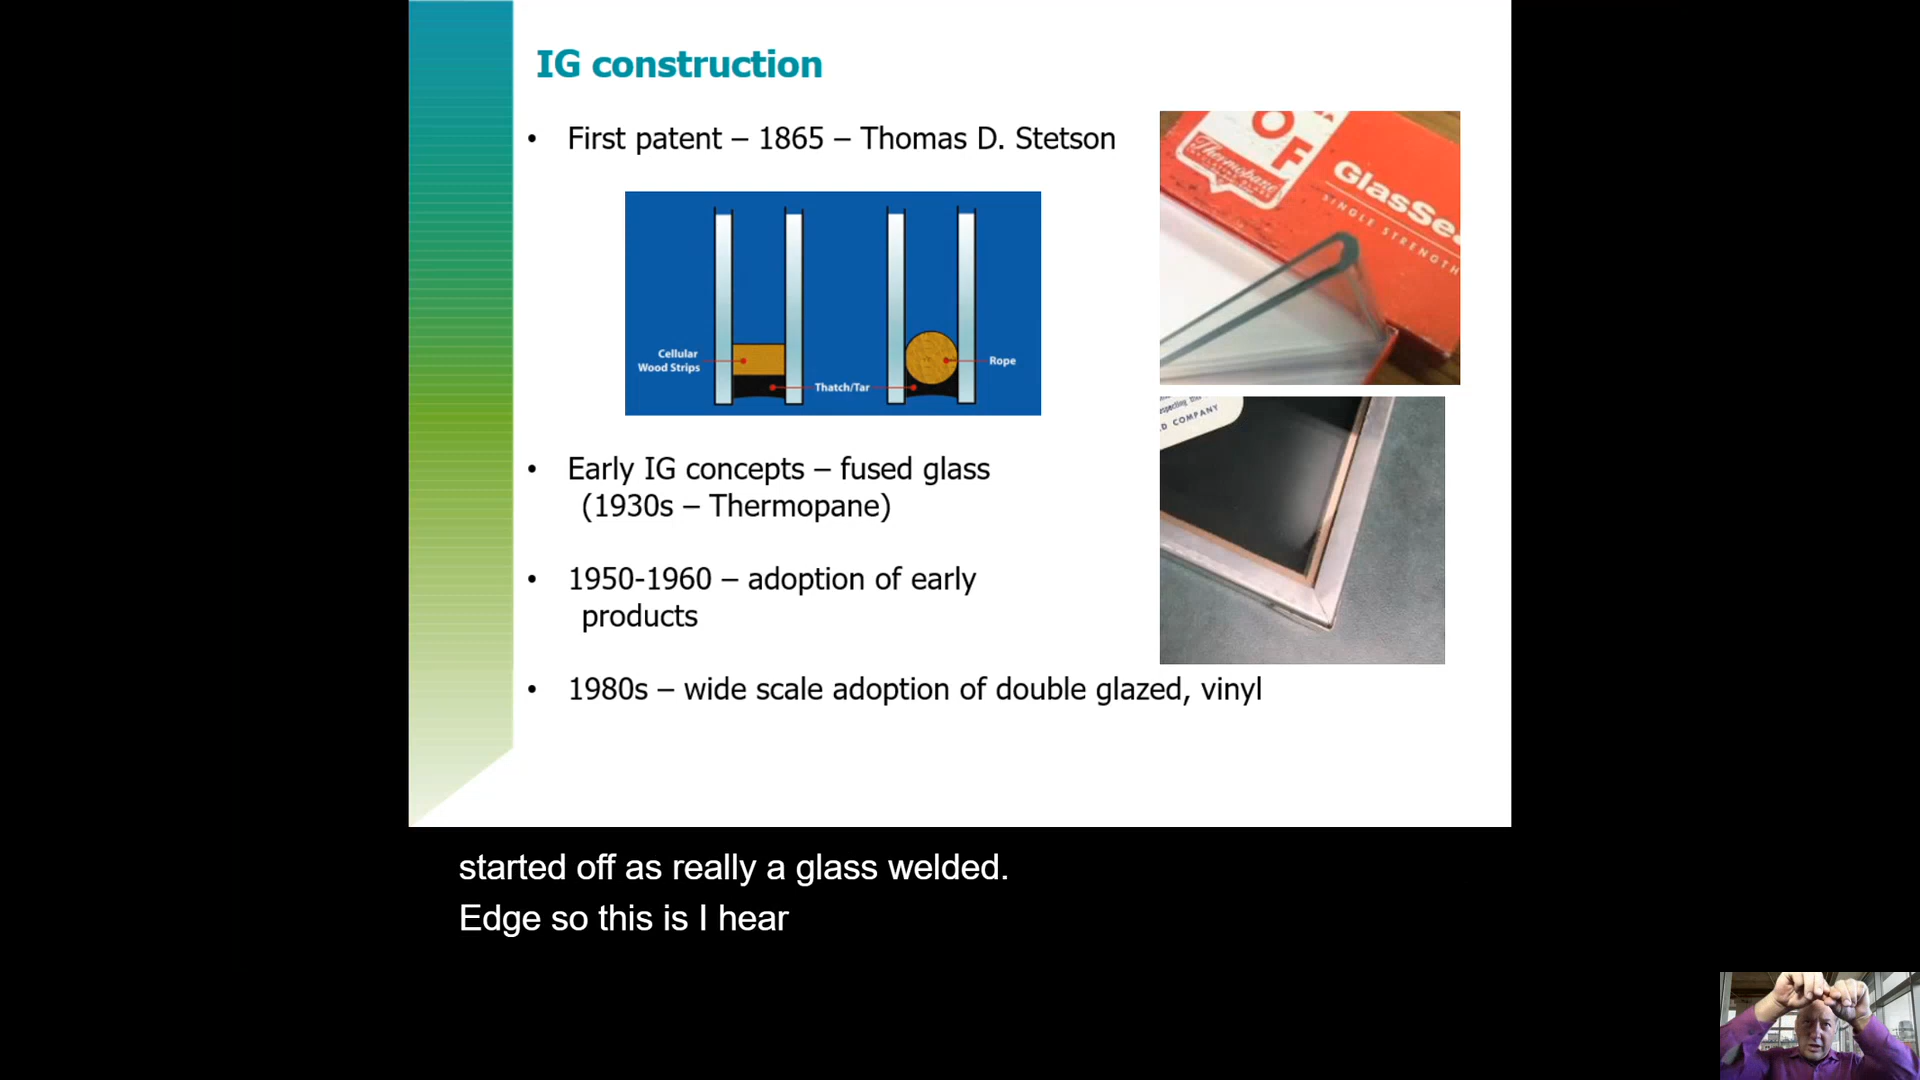 IG construction
• First patent – 1865 – Thomas D. Stetson
Cellular
Wood Strips
Thatch/Tar
Rope
O
F
Thermopane
GlasSe
SINGLE STRENGTH
D COMPANY
• Early IG concepts – fused glass
(1930s – Thermopane)
• 1950-1960 – adoption of early
products
• 1980s – wide scale adoption of double glazed, vinyl
started off as really a glass welded.
Edge so this is I hear